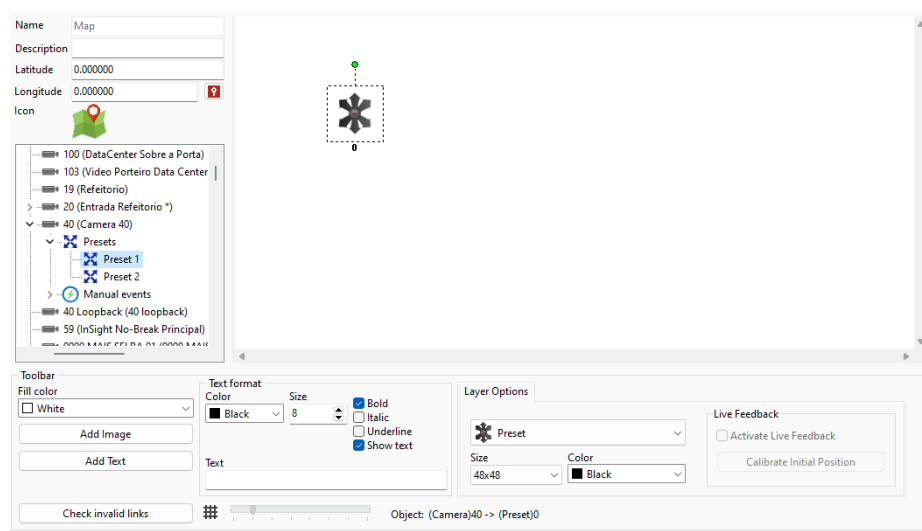 Name
Map
Description
Latitude
0.000000
Longitude
0.000000
Icon
0
100 (DataCenter Sobre a Porta)
103 (Video Porteiro Data Center
19 (Refeitorio)
20 (Entrada Refeitorio *)
40 (Camera 40)
Presets
Preset 1
Preset 2
Manual events
40 Loopback (40 loopback)
59 (InSight No-Break Principal)
Toolbar
Fill color
White
Add Image
Add Text
Check invalid links
Text format
Color
Size
Black
8
Bold
Italic
Underline
Show text
Text
Layer Options
Preset
Size
Color
48x48
Black
Live Feedback
Activate Live Feedback
Calibrate Initial Position
Object: (Camera)40 -> (Preset)0